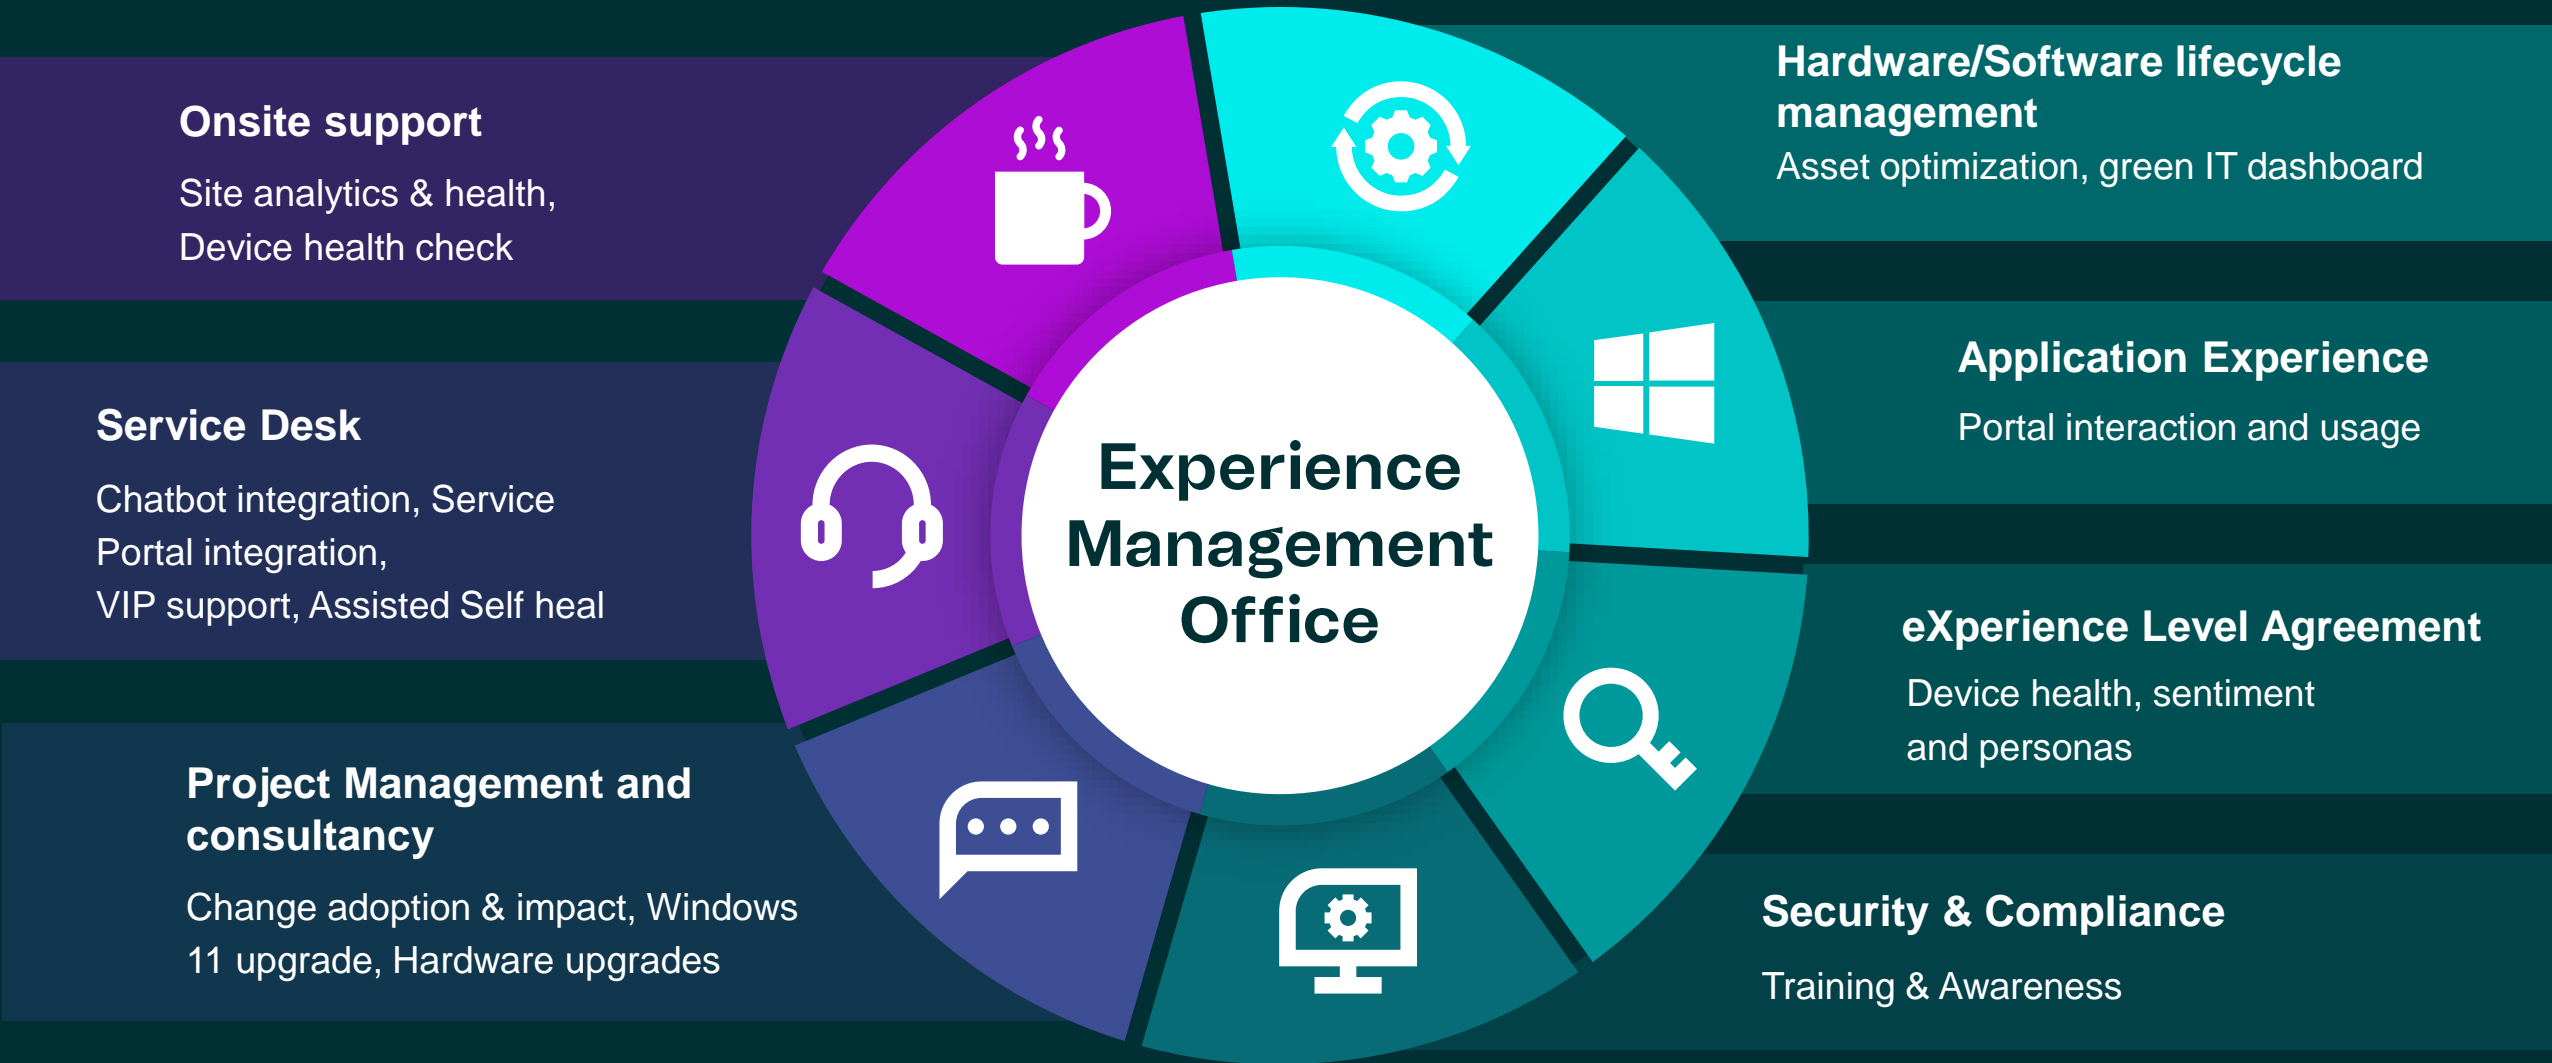 Onsite support
Site analytics & health,
Device health check
Service Desk
Chatbot integration, Service
Portal integration,
VIP support, Assisted Self heal
Project Management and
consultancy
Change adoption & impact, Windows
11 upgrade, Hardware upgrades
Experience
Management
Office
Hardware/Software lifecycle
management
Asset optimization, green IT dashboard
Application Experience
Portal interaction and usage
eXperience Level Agreement
Device health, sentiment
and personas
Security & Compliance
Training & Awareness